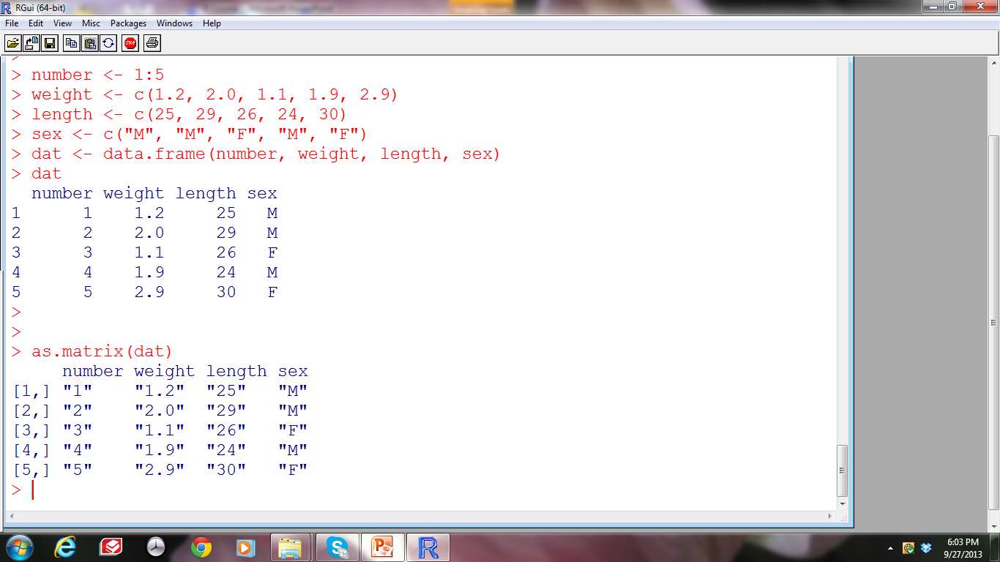 RGui (64-bit)
File Edit View Misc Packages Windows Help
STOP
>
> number <- 1:5
> weight <- c(1.2, 2.0, 1.1, 1.9, 2.9)
> length <- c(25, 29, 26, 24, 30)
> sex <- c("M", "M", "F", "M", "F")
> dat <- data.frame(number, weight, length, sex)
> dat
  number weight length sex
1      1    1.2     25   M
2      2    2.0     29   M
3      3    1.1     26   F
4      4    1.9     24   M
5      5    2.9     30   F
>
>
> as.matrix(dat)
     number weight length sex
[1,] "1"    "1.2"  "25"   "M"
[2,] "2"    "2.0"  "29"   "M"
[3,] "3"    "1.1"  "26"   "F"
[4,] "4"    "1.9"  "24"   "M"
[5,] "5"    "2.9"  "30"   "F"
>
6:03 PM
9/27/2013